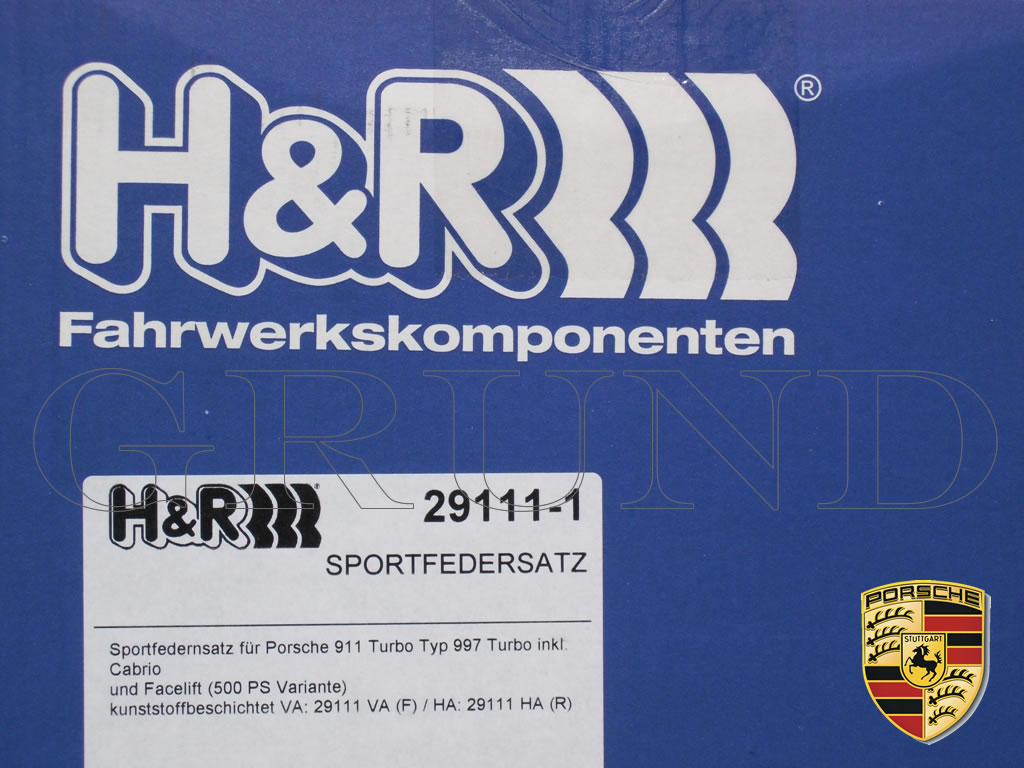 H&R®
Fahrwerkskomponenten
GRUND
H&R®
29111-1
SPORTFEDERSATZ
Sportfedernsatz für Porsche 911 Turbo Typ 997 Turbo inkl.
Cabrio
und Facelift (500 PS Variante)
kunststoffbeschichtet VA: 29111 VA (F) / HA: 29111 HA (R)
PORSCHE
STUTTGART